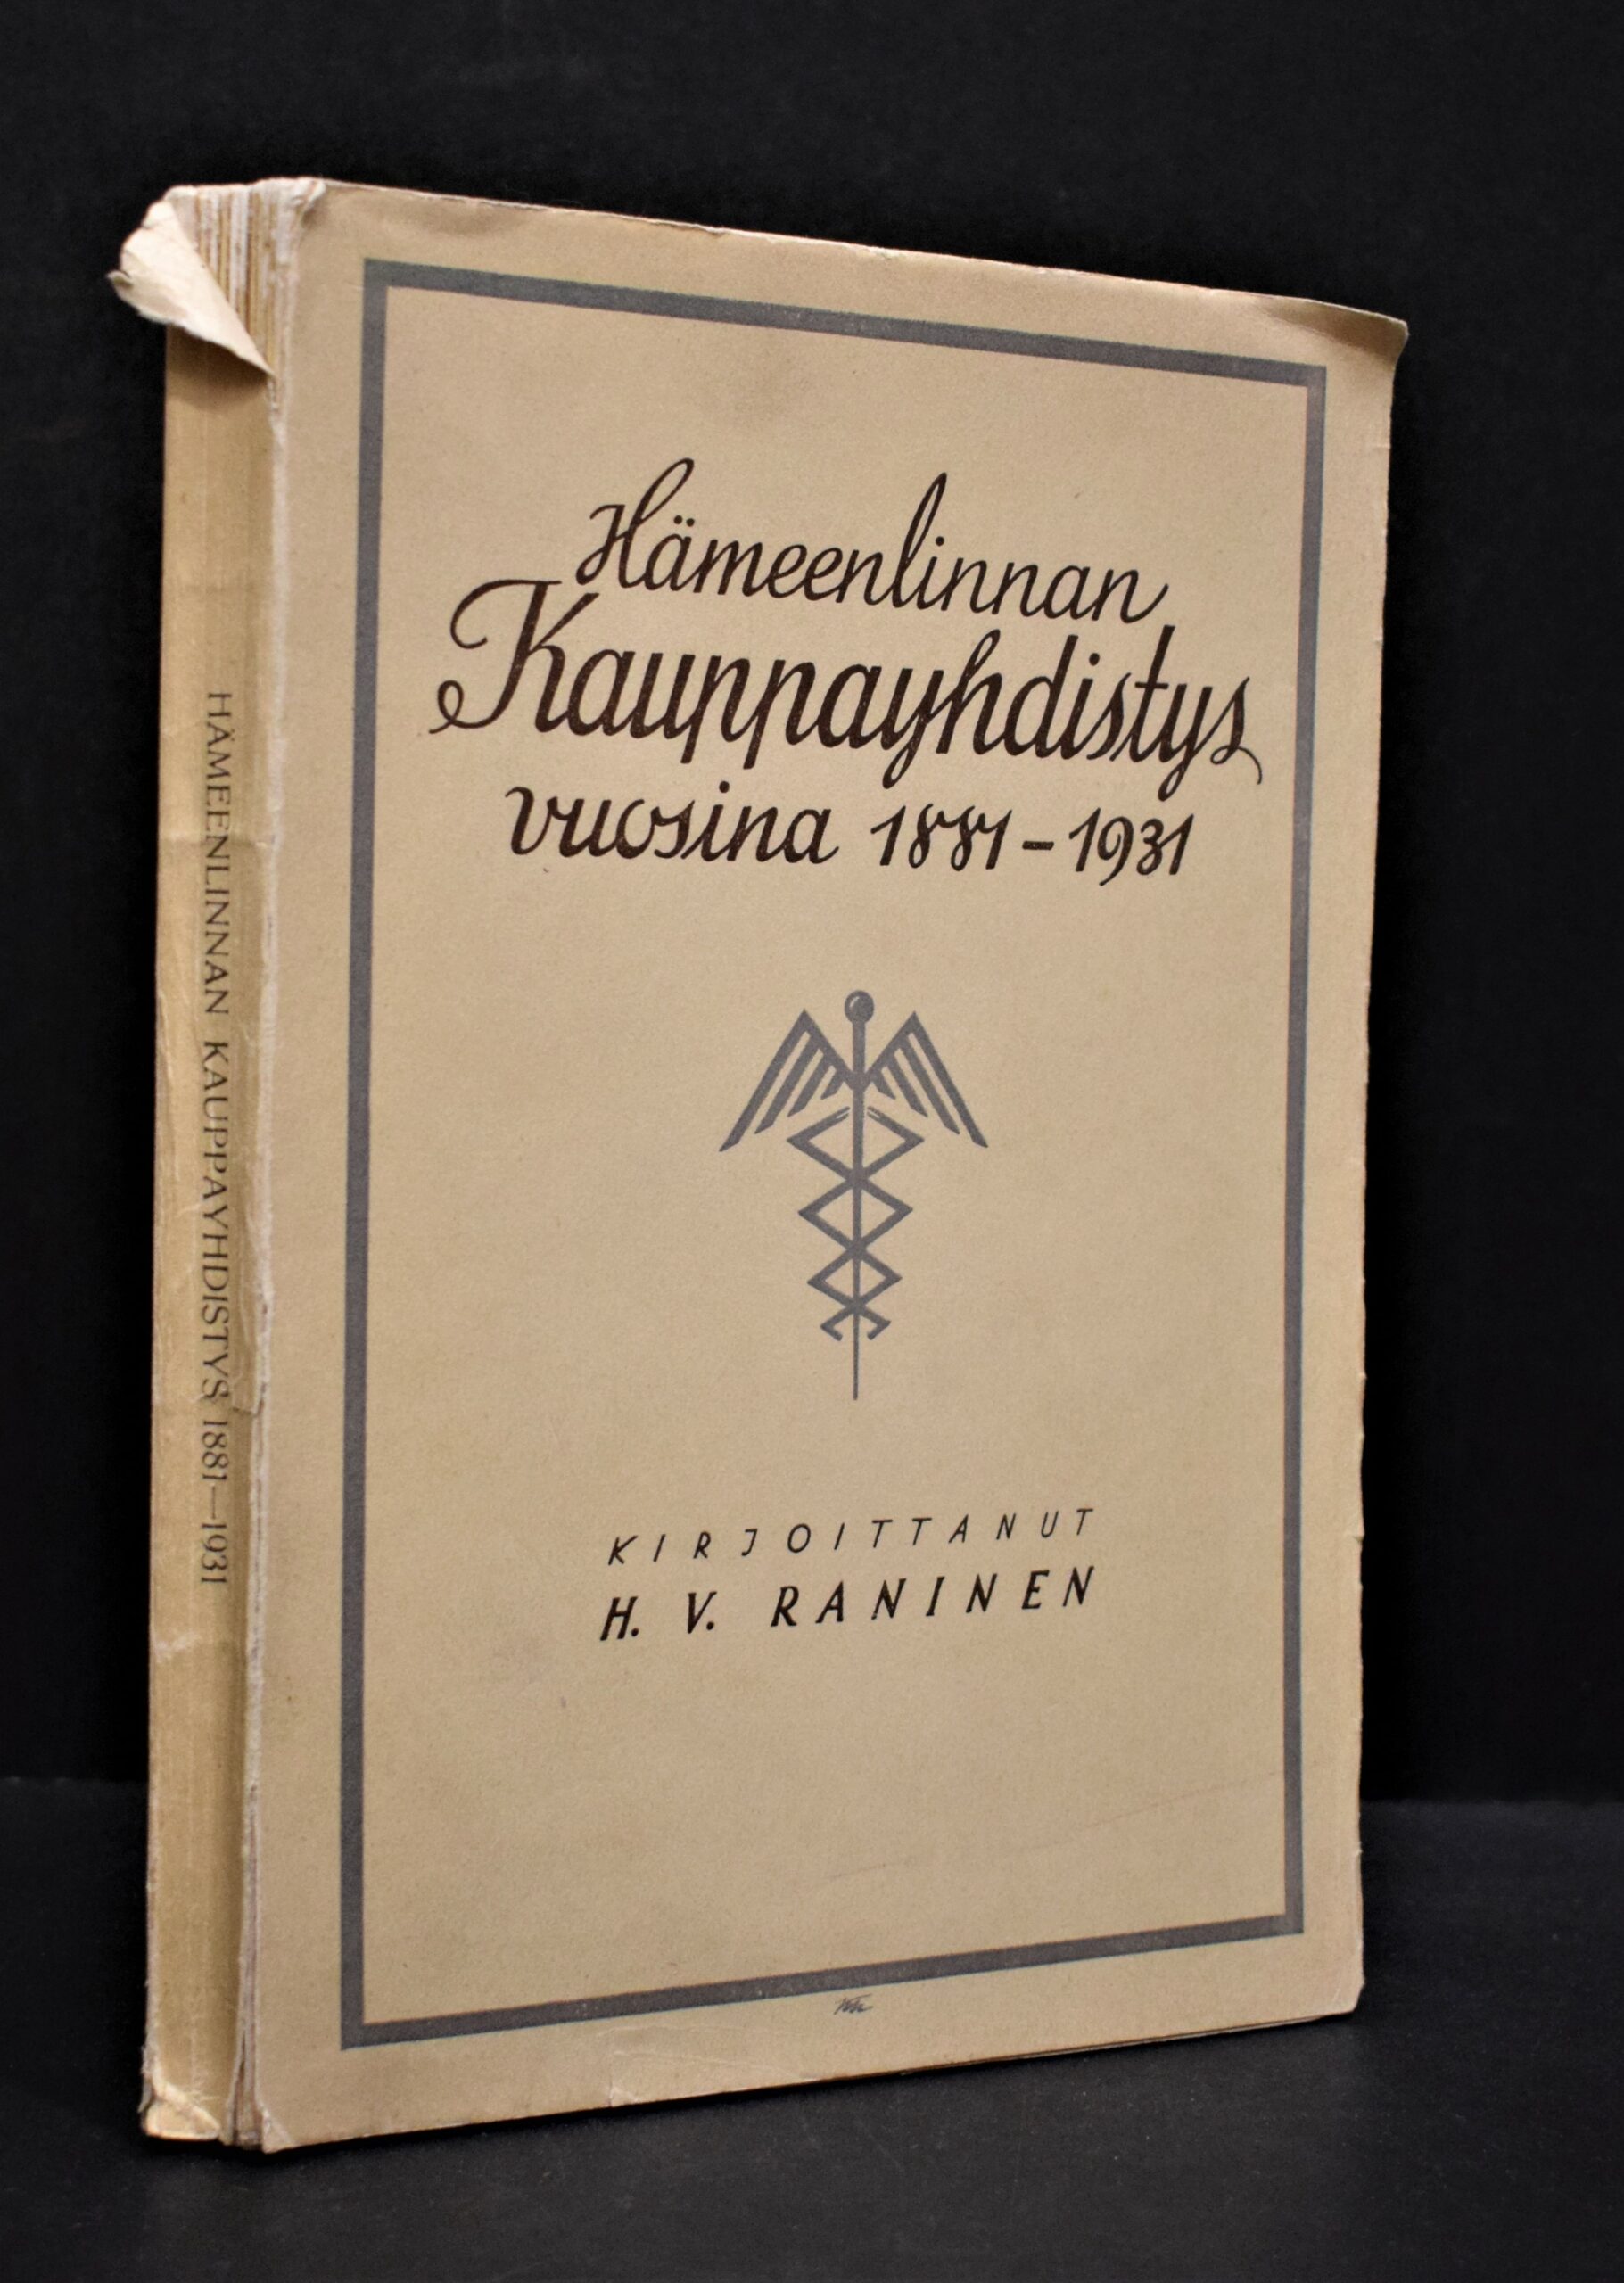 Hämeenlinnan
Kauppayhdistys
vuosina 1881-1931
KIRJOITTANUT
H. V. RANINEN
HÄMEENLINNAN KAUPPAYHDISTYS 1881—1931